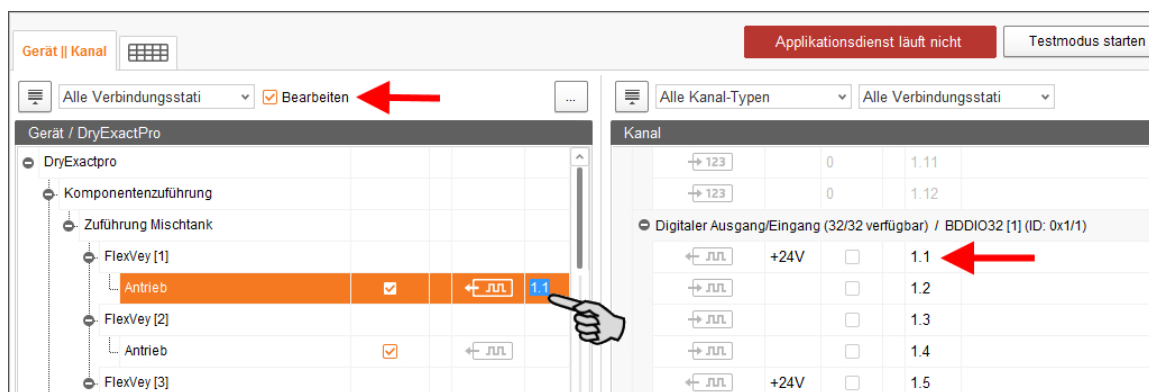 Gerät || Kanal
Applikationsdienst läuft nicht
Testmodus starten
Alle Verbindungsstati
Bearbeiten
...
Alle Kanal-Typen
Alle Verbindungsstati
Gerät / DryExactPro
Kanal
DryExactpro
123 0 1.11
Komponentenzuführung
123 0 1.12
Zuführung Mischtank
Digitaler Ausgang/Eingang (32/32 verfügbar) / BDDIO32 [1] (ID: 0x1/1)
FlexVey [1]
+24V 1.1
Antrieb 1.1
1.2
FlexVey [2]
1.3
Antrieb
1.4
FlexVey [3]
+24V 1.5